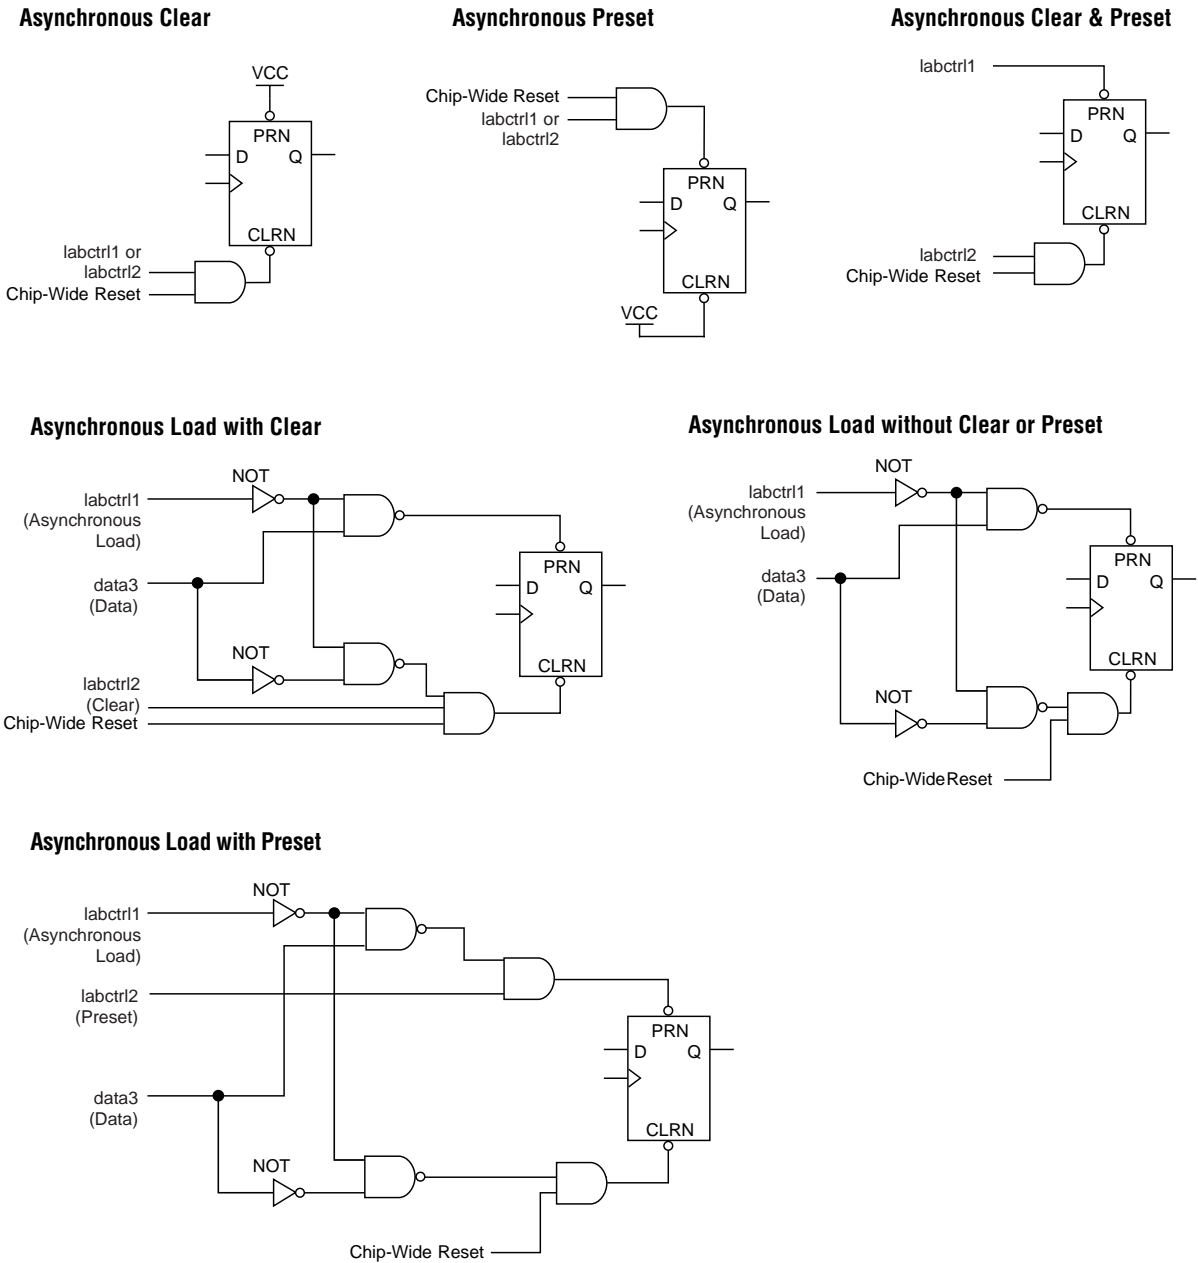 Asynchronous Clear
VCC
PRN
D
Q
CLRN
labctrl1 or
labctrl2
Chip-Wide Reset
Asynchronous Preset
Chip-Wide Reset
labctrl1 or
labctrl2
PRN
D
Q
CLRN
VCC
Asynchronous Clear & Preset
labctrl1
PRN
D
Q
CLRN
labctrl2
Chip-Wide Reset
Asynchronous Load with Clear
NOT
labctrl1
(Asynchronous
Load)
PRN
D
Q
data3
(Data)
NOT
CLRN
labctrl2
(Clear)
Chip-Wide Reset
Asynchronous Load without Clear or Preset
NOT
labctrl1
(Asynchronous
Load)
PRN
data3
(Data)
D
Q
CLRN
NOT
Chip-Wide Reset
Asynchronous Load with Preset
NOT
labctrl1
(Asynchronous
Load)
labctrl2
(Preset)
PRN
D
Q
data3
(Data)
CLRN
NOT
Chip-Wide Reset